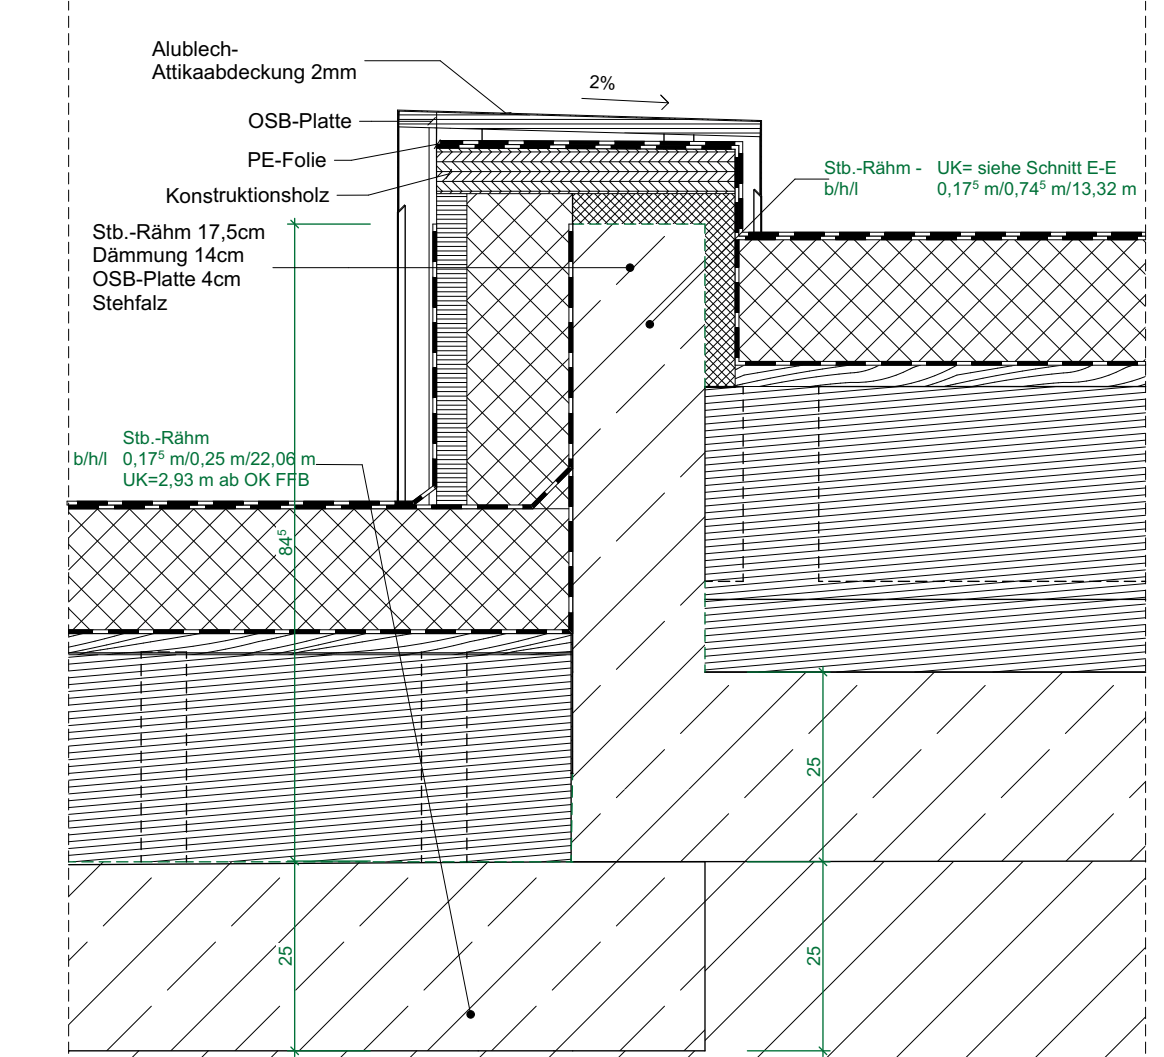 Alublech-
Attikaabdeckung 2mm
2%
OSB-Platte
PE-Folie
Konstruktionsholz
Stb.-Rähm - UK= siehe Schnitt E-E
b/h/l 0,17⁵ m/0,74⁵ m/13,32 m
Stb.-Rähm 17,5cm
Dämmung 14cm
OSB-Platte 4cm
Stehfalz
Stb.-Rähm
b/h/l 0,17⁵ m/0,25 m/22,06 m
UK=2,93 m ab OK FFB
84⁵
25
25
25